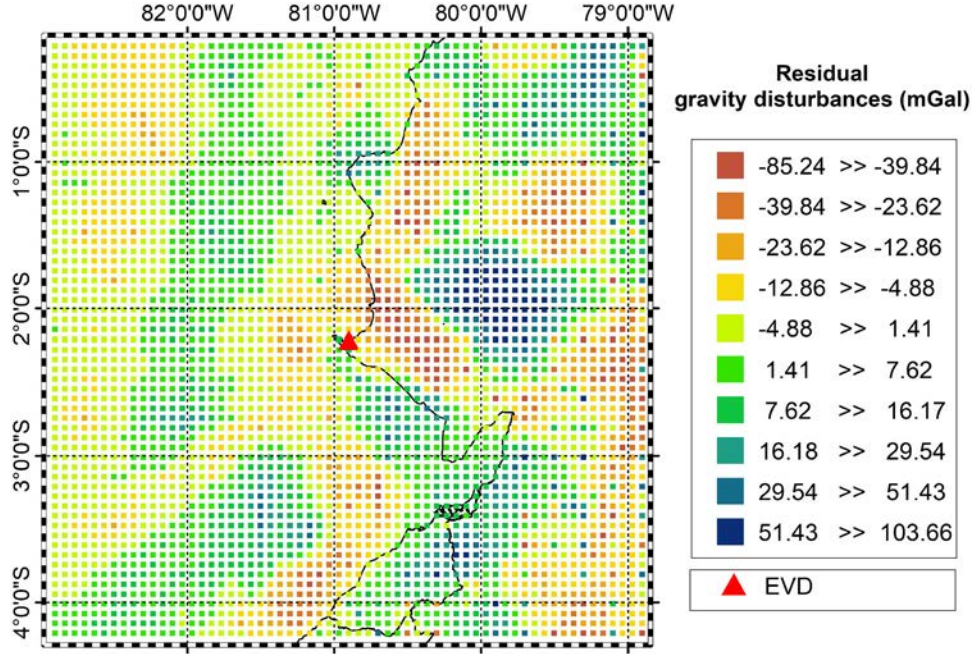 82°0'0"W 81°0'0"W 80°0'0"W 79°0'0"W
1°0'0"S
2°0'0"S
3°0'0"S
4°0'0"S
Residual
gravity disturbances (mGal)
-85.24 >> -39.84
-39.84 >> -23.62
-23.62 >> -12.86
-12.86 >> -4.88
-4.88 >> 1.41
1.41 >> 7.62
7.62 >> 16.17
16.18 >> 29.54
29.54 >> 51.43
51.43 >> 103.66
EVD